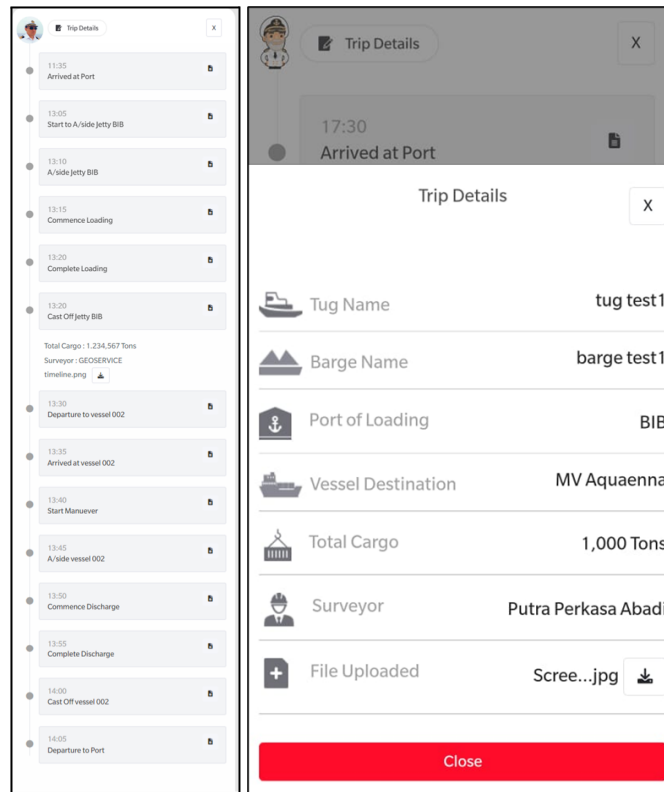 Trip Details
X
11:35
Arrived at Port
13:05
Start to A/side Jetty BIB
13:10
A/side Jetty BIB
13:15
Commence Loading
13:20
Complete Loading
13:20
Cast Off Jetty BIB
Total Cargo : 1.234,567 Tons
Surveyor : GEOSERVICE
timeline.png
13:30
Departure to vessel 002
13:35
Arrived at vessel 002
13:40
Start Manuever
13:45
A/side vessel 002
13:50
Commence Discharge
13:55
Complete Discharge
14:00
Cast Off vessel 002
14:05
Departure to Port
Trip Details
X
17:30
Arrived at Port
Trip Details
X
Tug Name tug test1
Barge Name barge test1
Port of Loading BIB
Vessel Destination MV Aquaenna
Total Cargo 1,000 Tons
Surveyor Putra Perkasa Abadi
File Uploaded Scree...jpg
Close